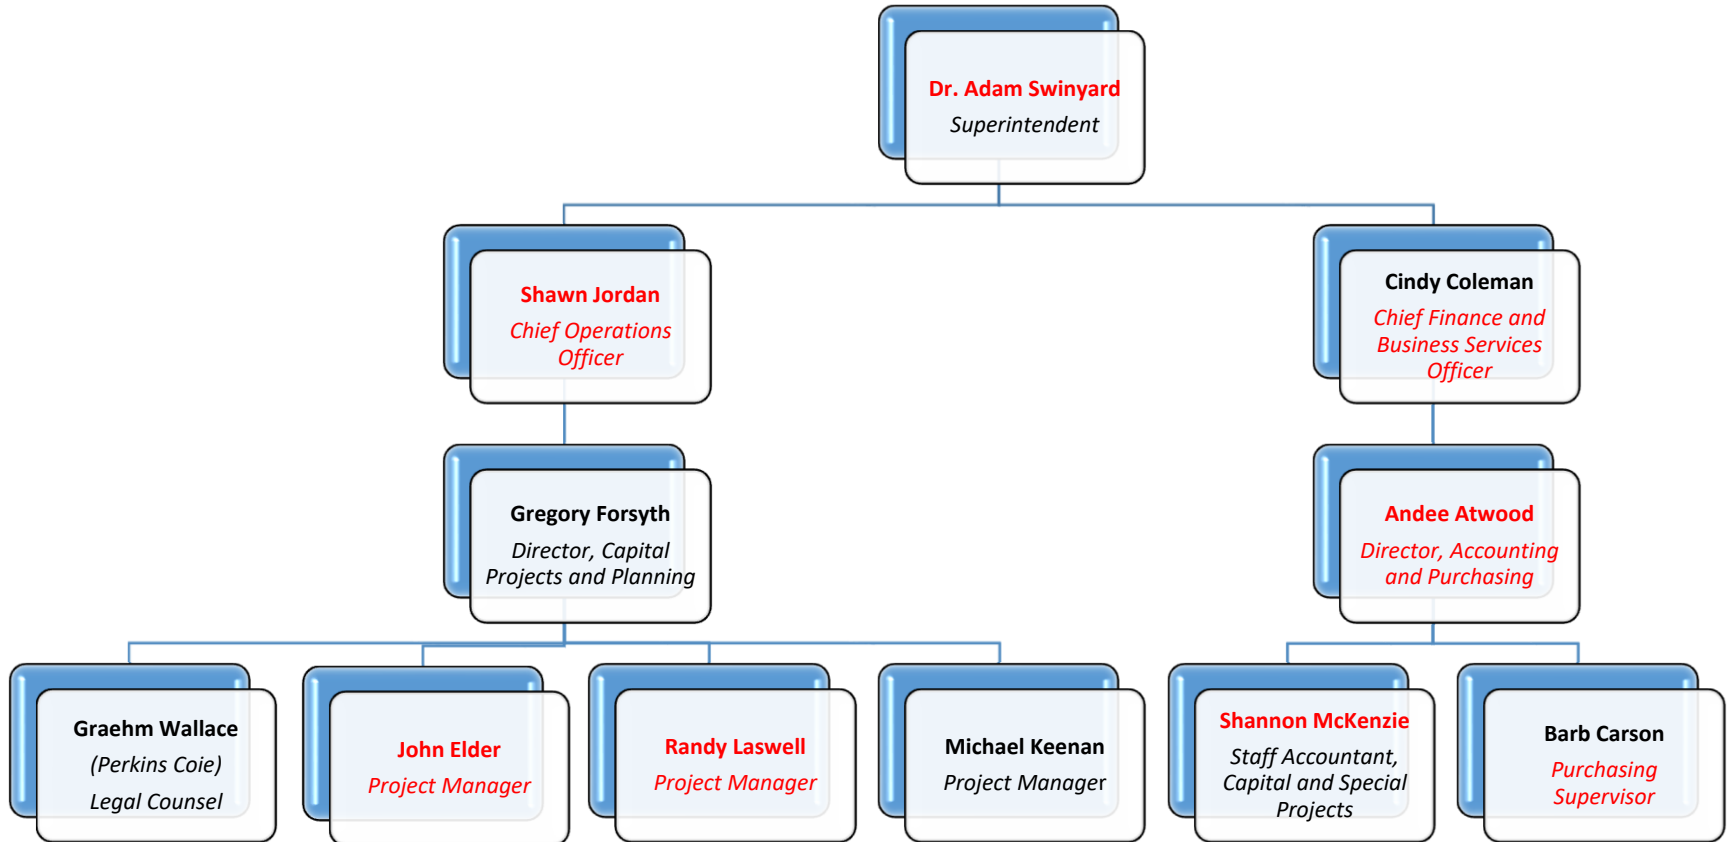 Dr. Adam Swinyard
Superintendent
Shawn Jordan
Chief Operations
Officer
Cindy Coleman
Chief Finance and
Business Services
Officer
Gregory Forsyth
Director, Capital
Projects and Planning
Andee Atwood
Director, Accounting
and Purchasing
Graehm Wallace
(Perkins Coie)
Legal Counsel
John Elder
Project Manager
Randy Laswell
Project Manager
Michael Keenan
Project Manager
Shannon McKenzie
Staff Accountant,
Capital and Special
Projects
Barb Carson
Purchasing
Supervisor